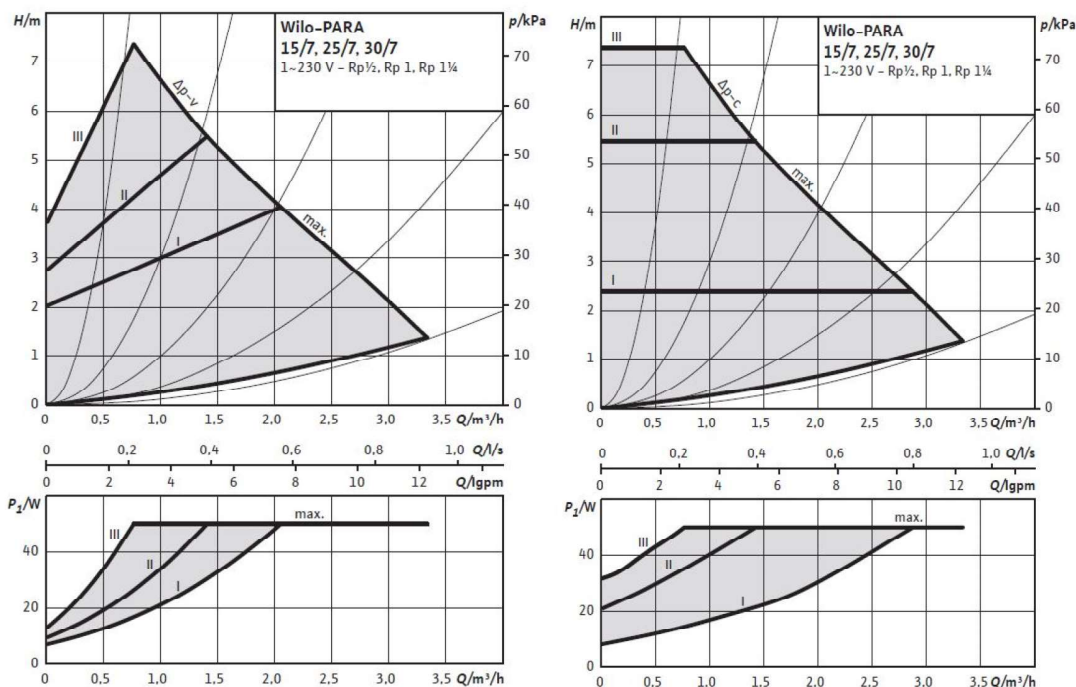 H/m
p/kPa
Wilo-PARA
15/7, 25/7, 30/7
1~230 V - Rp½, Rp 1, Rp 1¼
7
6
5
4
3
2
1
0
70
60
50
40
30
20
10
0
Δp-v
III
II
I
max.
0 0,5 1,0 1,5 2,0 2,5 3,0 3,5 Q/m³/h
0 0,2 0,4 0,6 0,8 1,0 Q/l/s
0 2 4 6 8 10 12 Q/lgpm
P₁/W
40
20
0
max.
III
II
I
0 0,5 1,0 1,5 2,0 2,5 3,0 3,5 Q/m³/h
H/m
p/kPa
Wilo-PARA
15/7, 25/7, 30/7
1~230 V - Rp½, Rp 1, Rp 1¼
7
6
5
4
3
2
1
0
70
60
50
40
30
20
10
0
III
Δp-c
II
max.
I
0 0,5 1,0 1,5 2,0 2,5 3,0 3,5 Q/m³/h
0 0,2 0,4 0,6 0,8 1,0 Q/l/s
0 2 4 6 8 10 12 Q/lgpm
P₁/W
40
20
0
max.
III
II
I
0 0,5 1,0 1,5 2,0 2,5 3,0 3,5 Q/m³/h